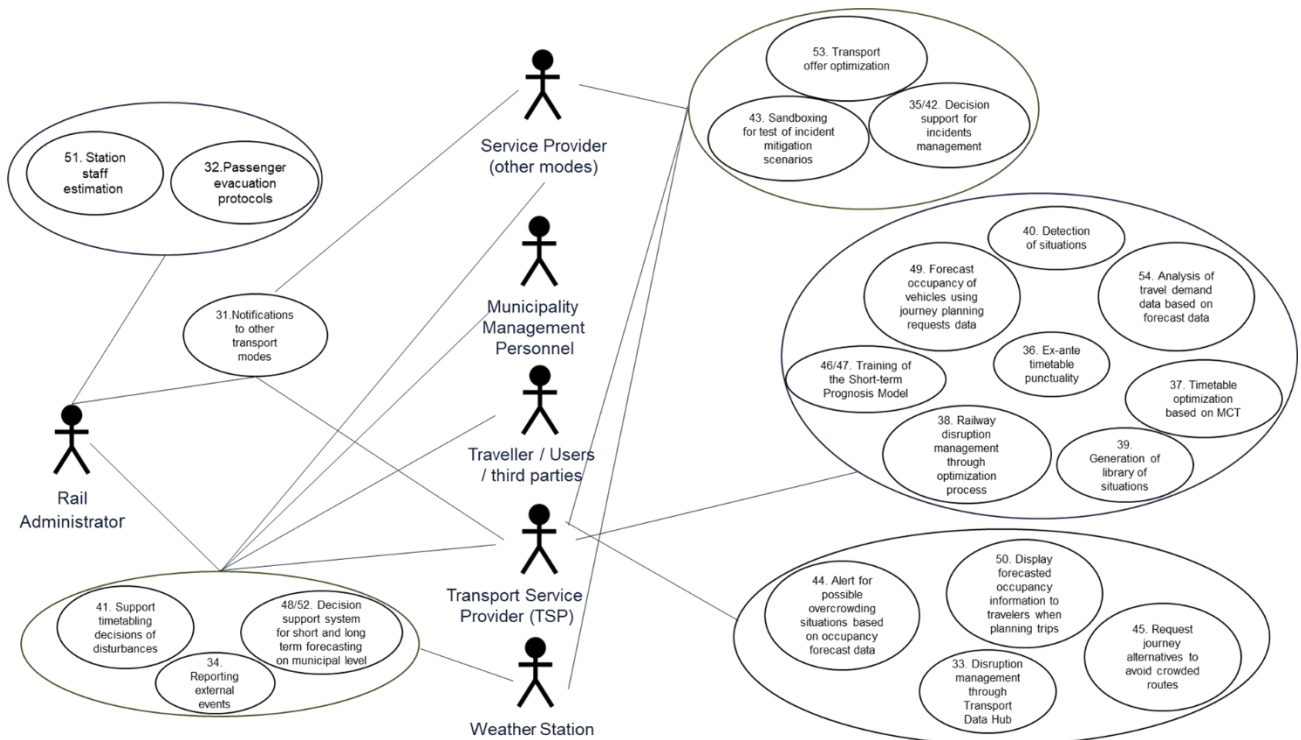 53. Transport
offer optimization
43. Sandboxing
for test of incident
mitigation
scenarios
35/42. Decision
support for
incidents
management
Service Provider
(other modes)
51. Station
staff
estimation
32.Passenger
evacuation
protocols
40. Detection
of situations
49. Forecast
occupancy of
vehicles using
journey planning
requests data
54. Analysis of
travel demand
data based on
forecast data
Municipality
Management
Personnel
31.Notifications
to other
transport
modes
36. Ex-ante
timetable
punctuality
46/47. Training of
the Short-term
Prognosis Model
37. Timetable
optimization
based on MCT
38. Railway
disruption
management
through
optimization
process
39.
Generation of
library of
situations
Traveller / Users
/ third parties
Rail
Administrator
Transport Service
Provider (TSP)
41. Support
timetabling
decisions of
disturbances
48/52. Decision
support system
for short and long
term forecasting
on municipal level
34.
Reporting
external
events
44. Alert for
possible
overcrowding
situations based
on occupancy
forecast data
50. Display
forecasted
occupancy
information to
travelers when
planning trips
45. Request
journey
alternatives to
avoid crowded
routes
33. Disruption
management
through
Transport
Data Hub
Weather Station